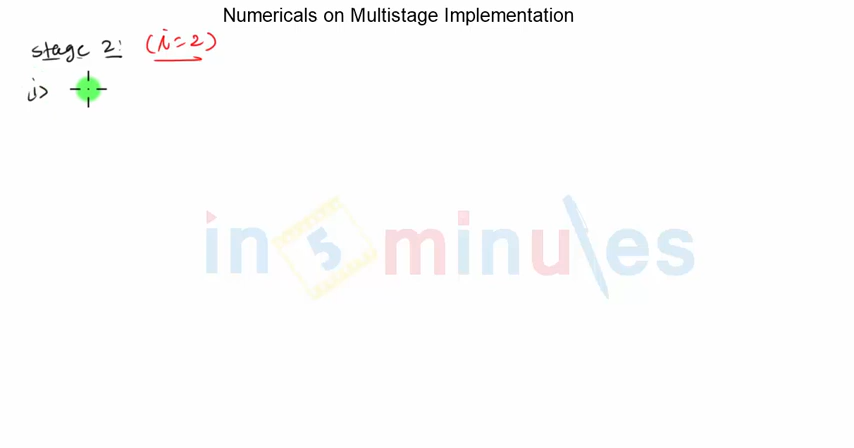 Numericals on Multistage Implementation
stage 2: (i=2)
i>
in 5 minutes